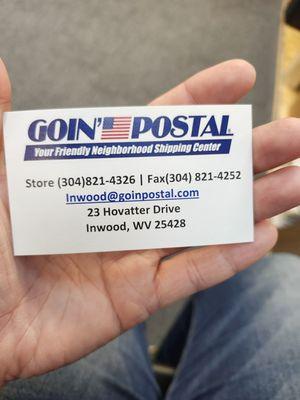 GOIN' POSTAL
Your Friendly Neighborhood Shipping Center
Store (304)821-4326 | Fax(304) 821-4252
Inwood@goinpostal.com
23 Hovatter Drive
Inwood, WV 25428